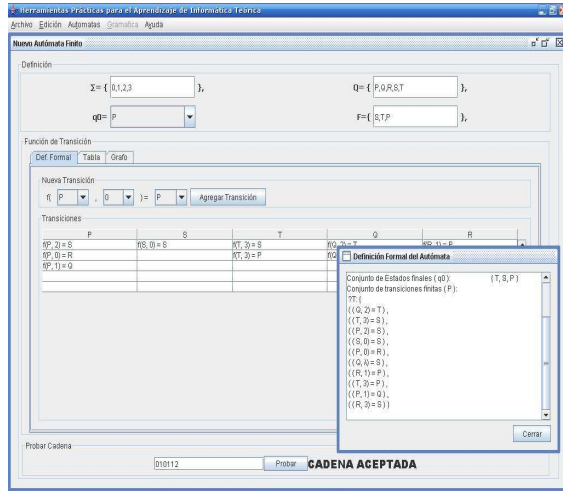 Herramientas Prácticas para el Aprendizaje de Informática Teórica
Archivo Edición Autómatas Gramatica Ayuda
Nuevo Autómata Finito
Definición
Σ= { 0,1,2,3 }, Q= { P,Q,R,S,T },
q0= P F={ S,T,P },
Función de Transición
Def. Formal Tabla Grafo
Nueva Transición
f( P , 0 )= P Agregar Transición
Transiciones
P S T Q R
f(P, 2) = S f(S, 0) = S f(T, 3) = S f(Q, 2) = T f(R, 1) = P
f(P, 0) = R f(T, 3) = P
f(P, 1) = Q
Definición Formal del Autómata
Conjunto de Estados finales ( q0 ): { T, S, P }
Conjunto de transiciones finitas ( P ):
?T: {
( ( Q, 2) = T ) ,
( ( T, 3) = S ) ,
( ( P, 2) = S ) ,
( ( S, 0) = S ) ,
( ( P, 0) = R ) ,
( ( Q, λ) = S ) ,
( ( R, 1) = P ) ,
( ( T, 3) = P ) ,
( ( P, 1) = Q ) ,
( ( R, 3) = S ) }
Cerrar
Probar Cadena
010112 Probar CADENA ACEPTADA